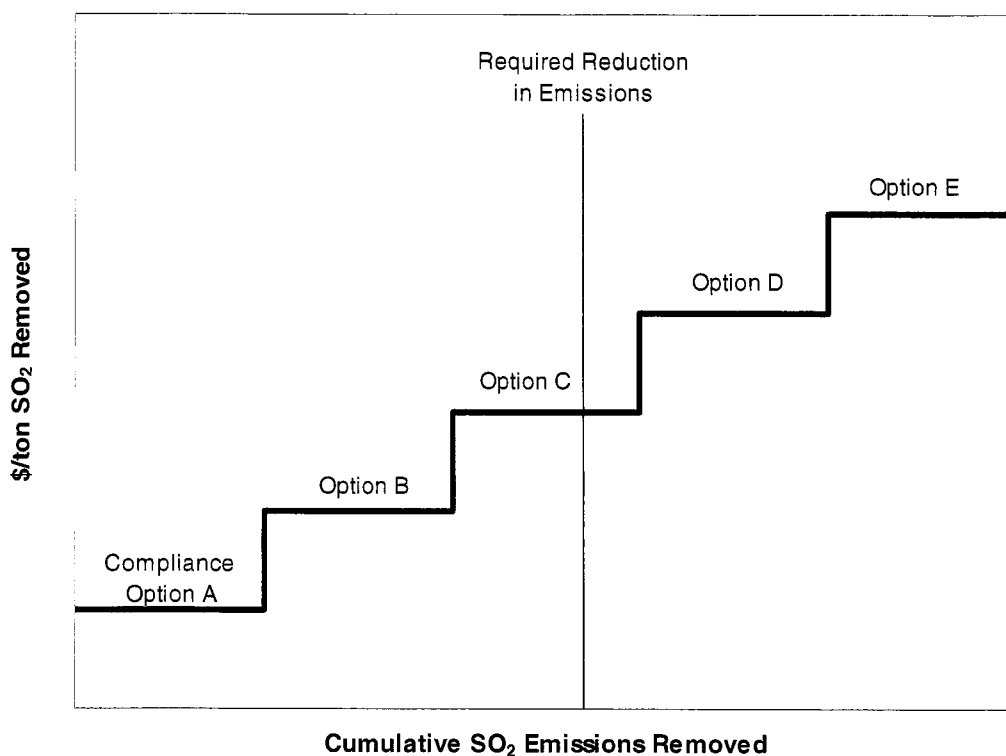 Required Reduction
in Emissions
Option E
Option D
Option C
Option B
Compliance
Option A
$/ton SO₂ Removed
Cumulative SO₂ Emissions Removed